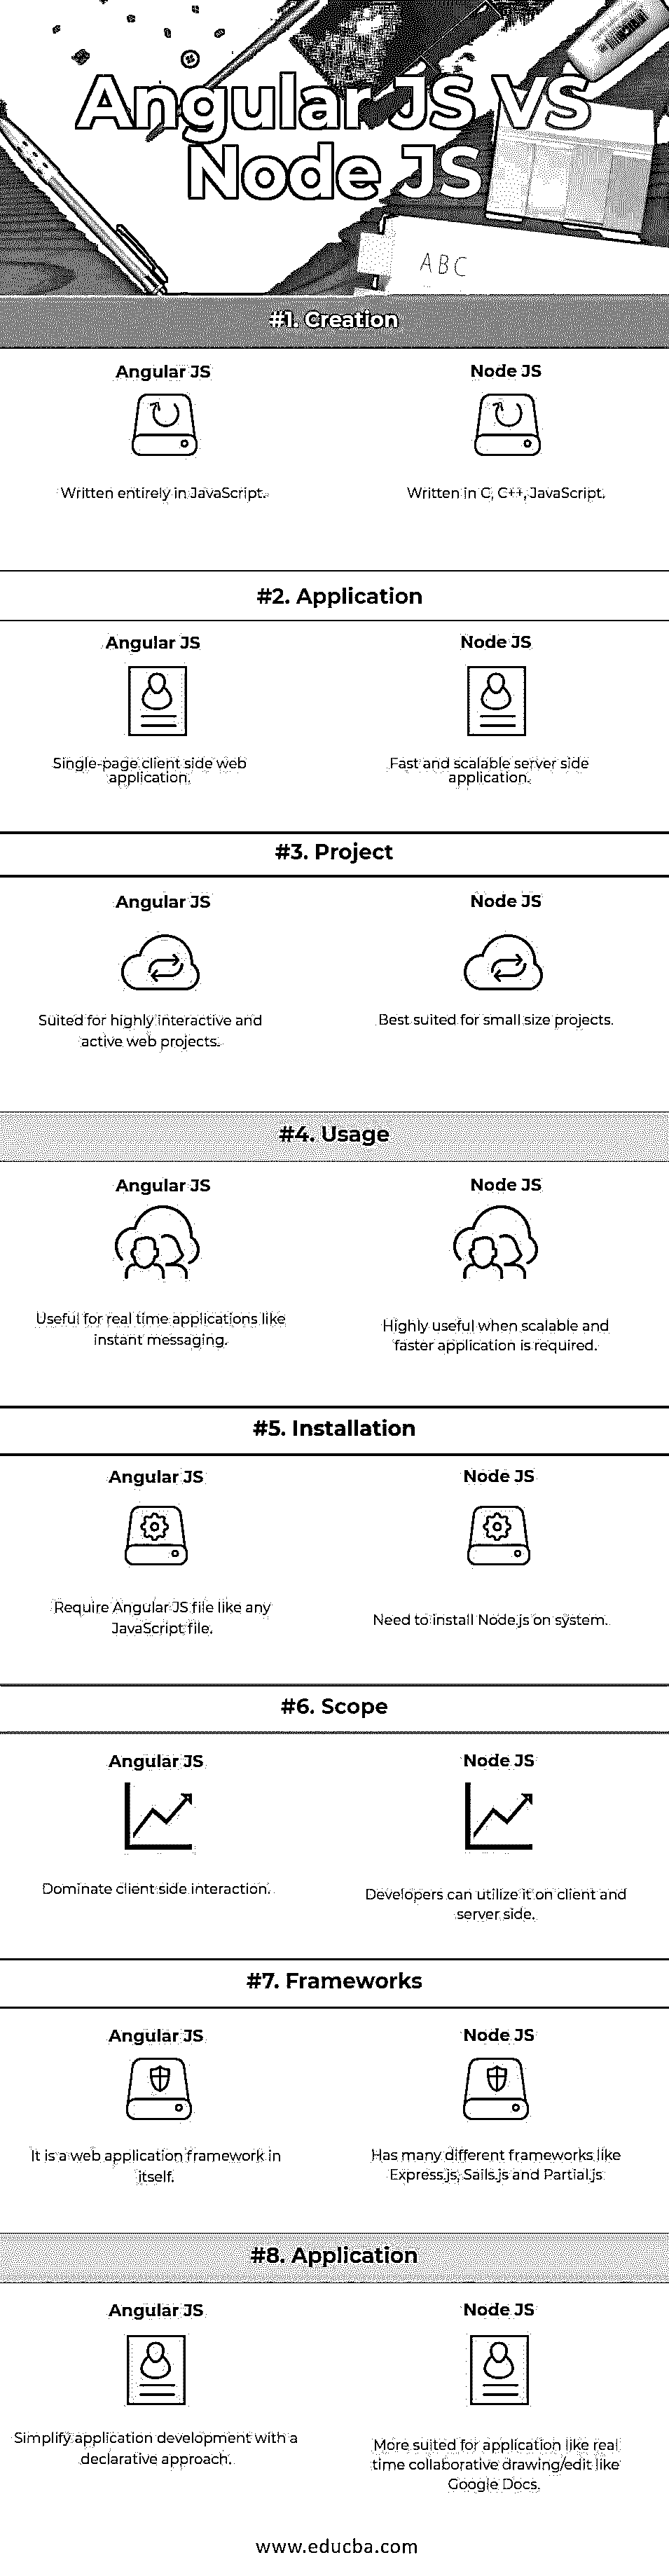 Angular JS VS
Node JS
ABC
#1. Creation
Angular JS
Node JS
Written entirely in JavaScript.
Written in C, C++, JavaScript.
#2. Application
Angular JS
Node JS
Single-page client side web
application.
Fast and scalable server side
application.
#3. Project
Angular JS
Node JS
Suited for highly interactive and
active web projects.
Best suited for small size projects.
#4. Usage
Angular JS
Node JS
Useful for real time applications like
instant messaging.
Highly useful when scalable and
faster application is required.
#5. Installation
Angular JS
Node JS
Require Angular JS file like any
JavaScript file.
Need to install Node.js on system.
#6. Scope
Angular JS
Node JS
Dominate client side interaction.
Developers can utilize it on client and
server side.
#7. Frameworks
Angular JS
Node JS
It is a web application framework in
itself.
Has many different frameworks like
Express.js, Sails.js and Partial.js
#8. Application
Angular JS
Node JS
Simplify application development with a
declarative approach.
More suited for application like real
time collaborative drawing/edit like
Google Docs.
www.educba.com